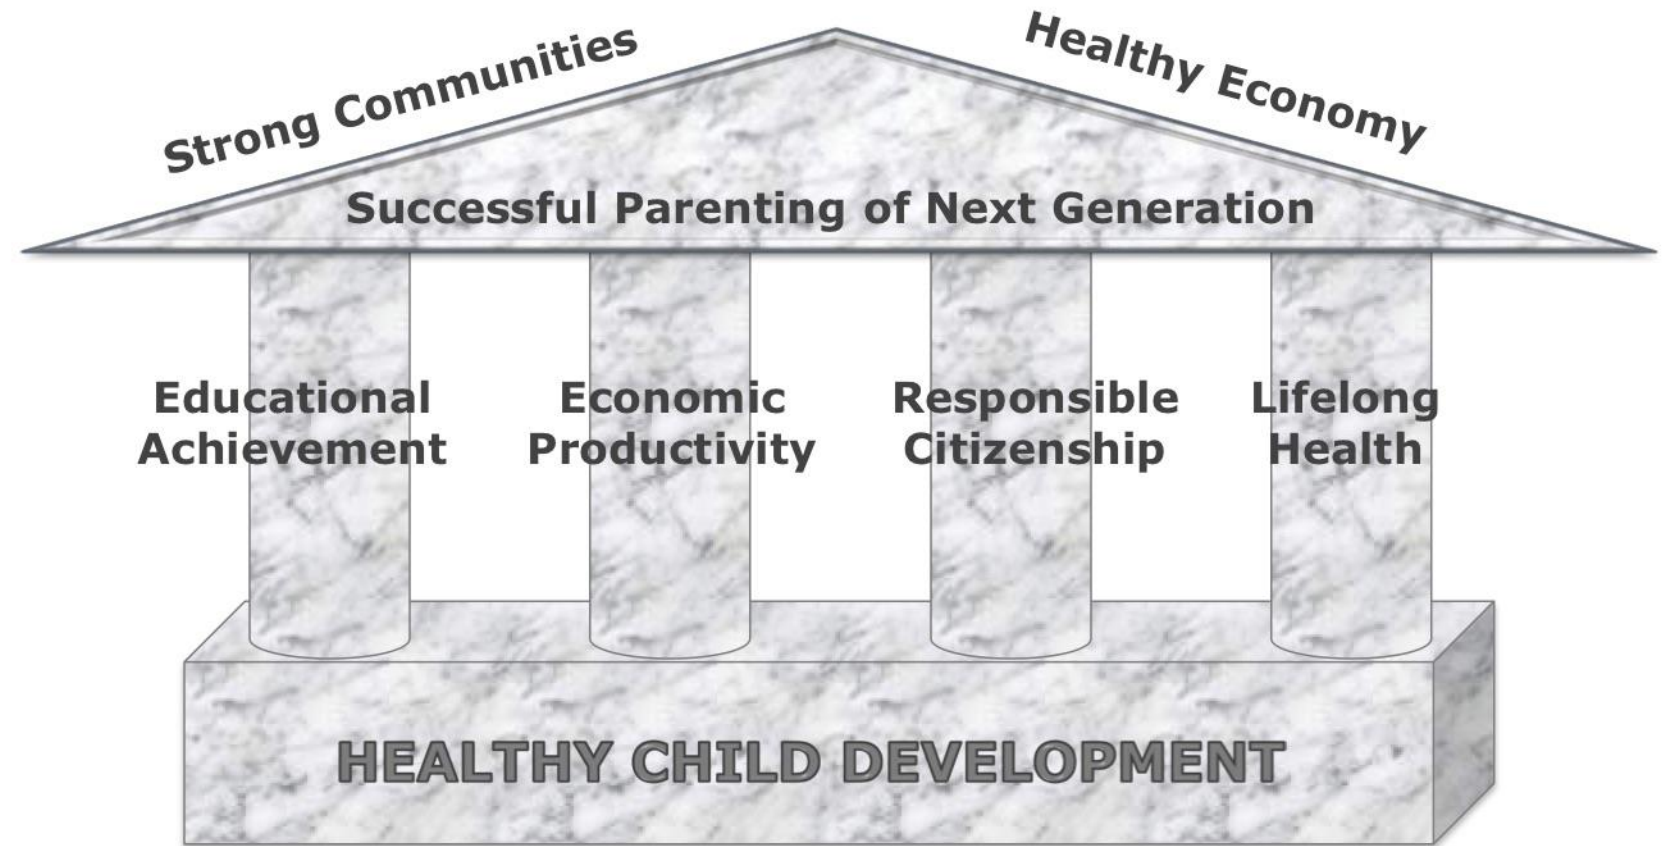 Strong Communities
Healthy Economy
Successful Parenting of Next Generation
Educational
Achievement
Economic
Productivity
Responsible
Citizenship
Lifelong
Health
HEALTHY CHILD DEVELOPMENT